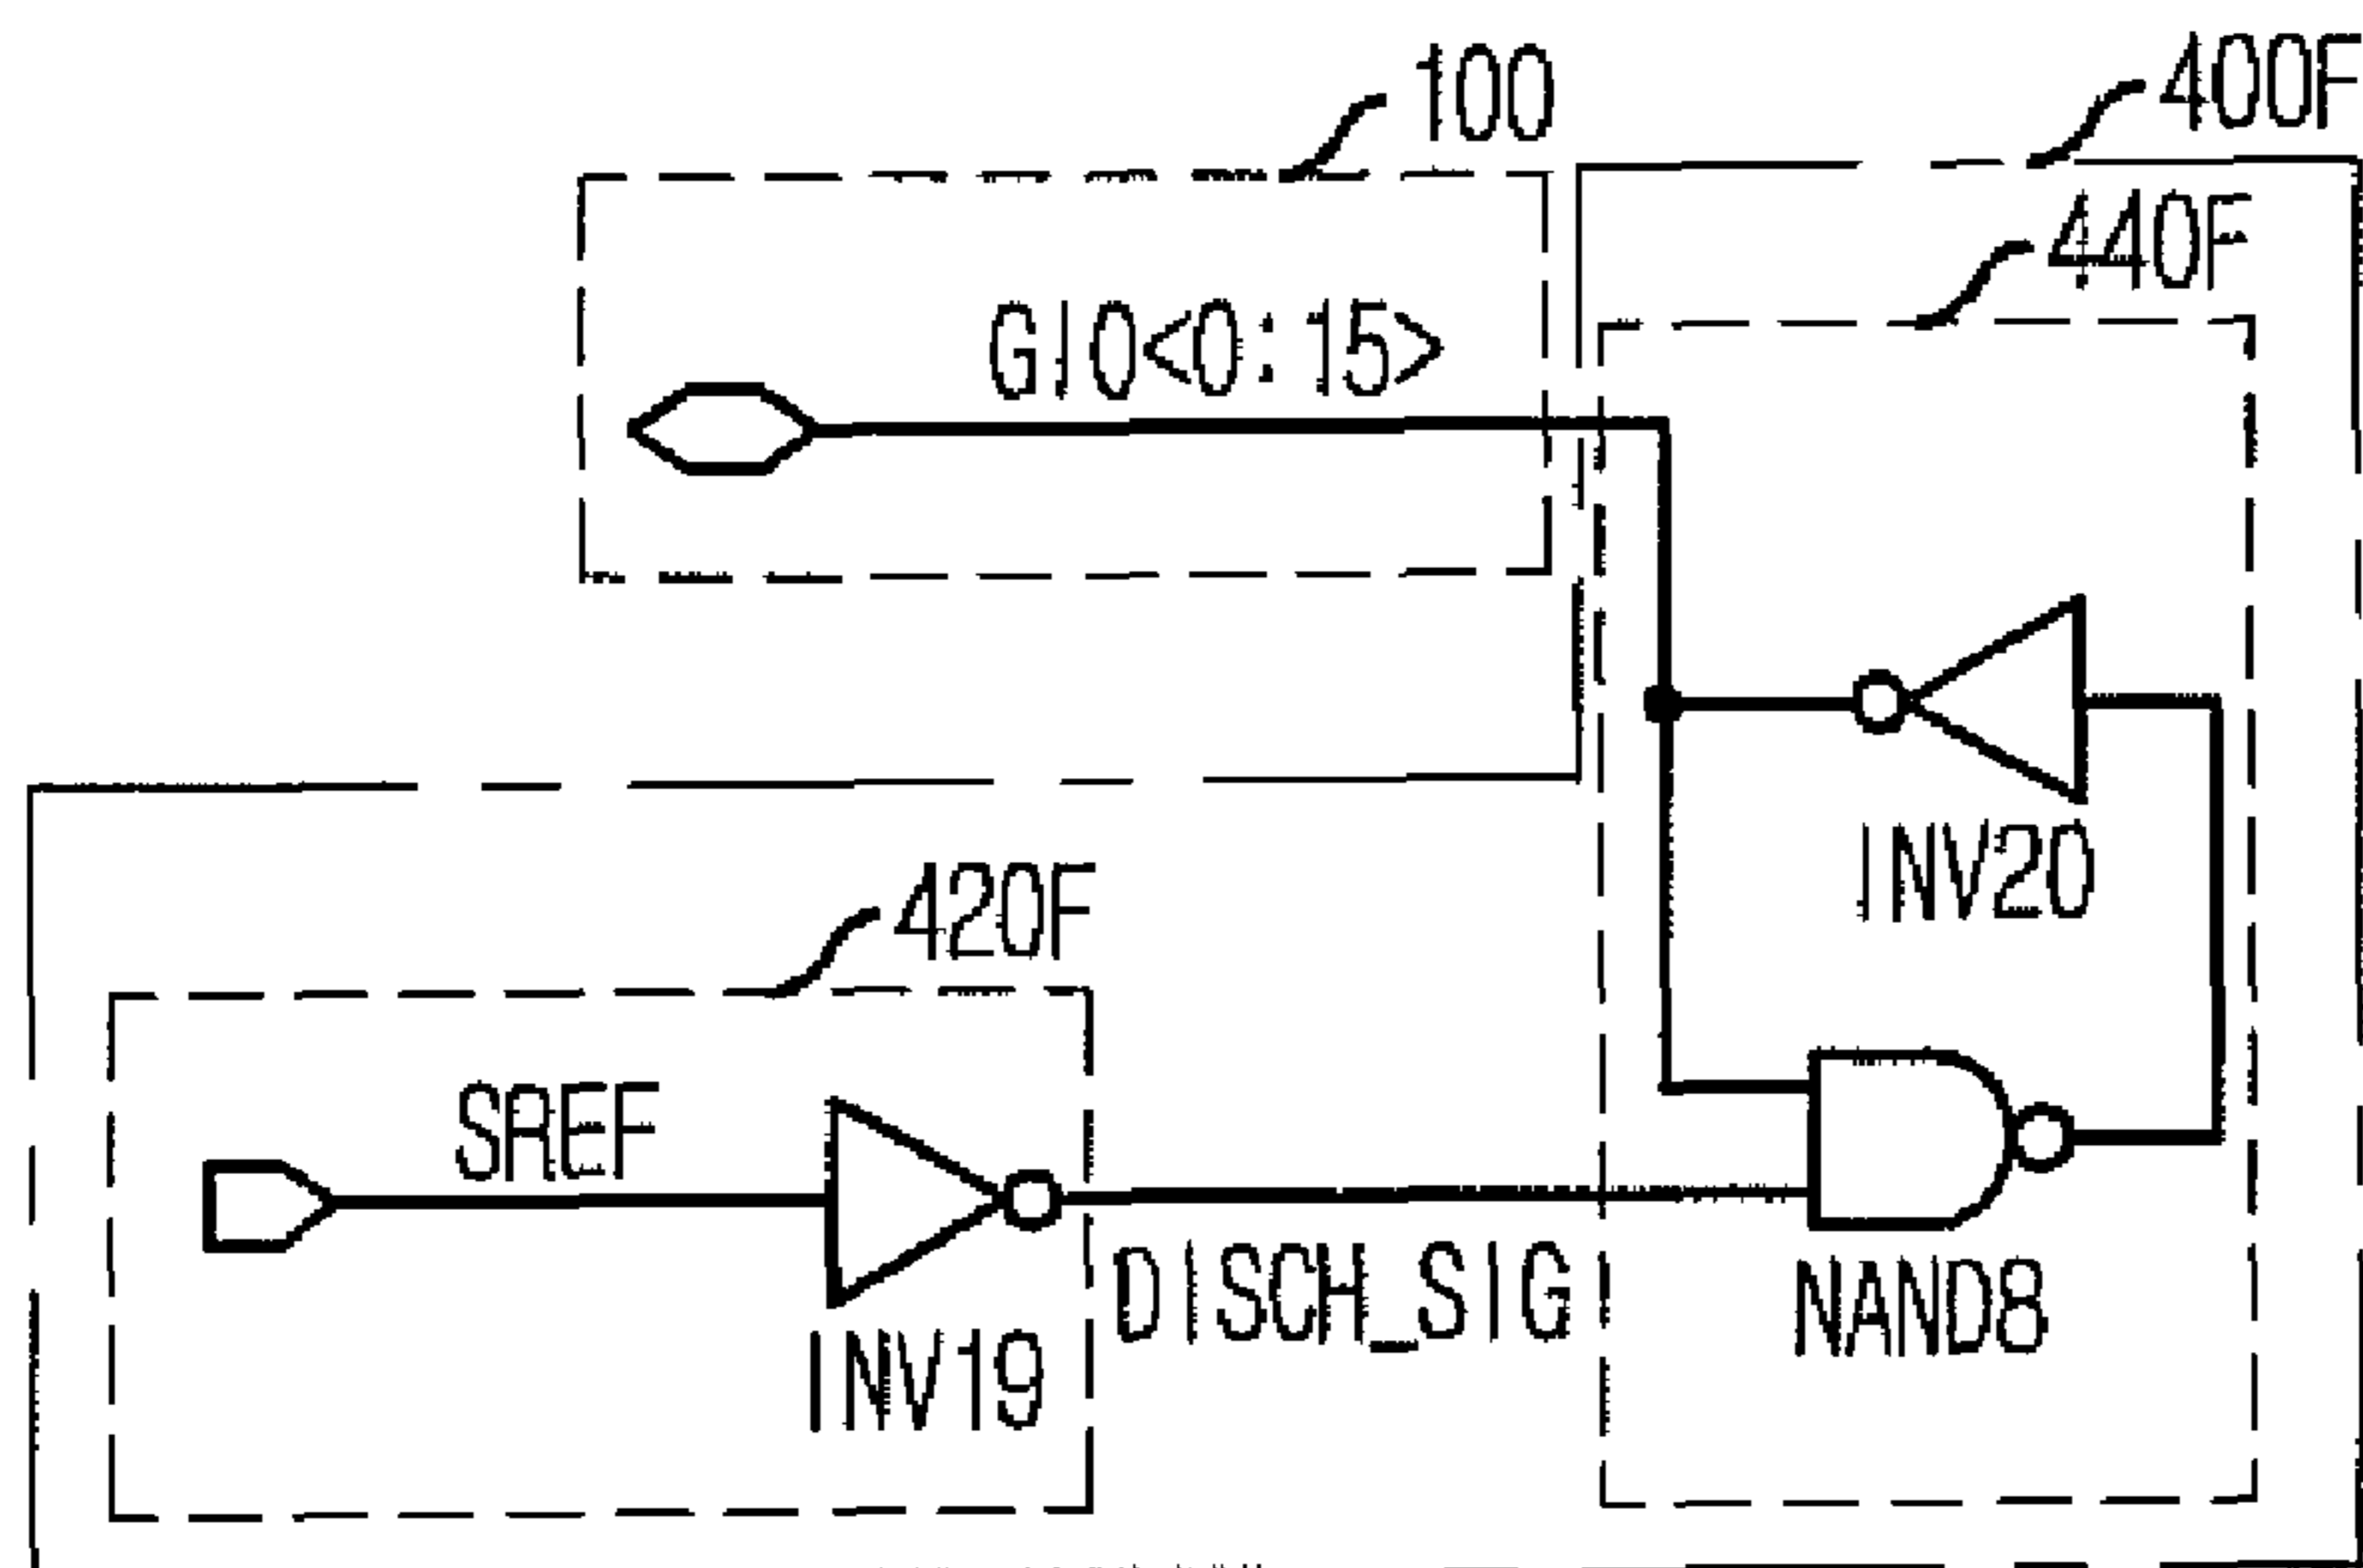 100
400F
440F
GIO<0:15>
INV20
420F
SREF
DISCH_SIG
NAND8
INV19